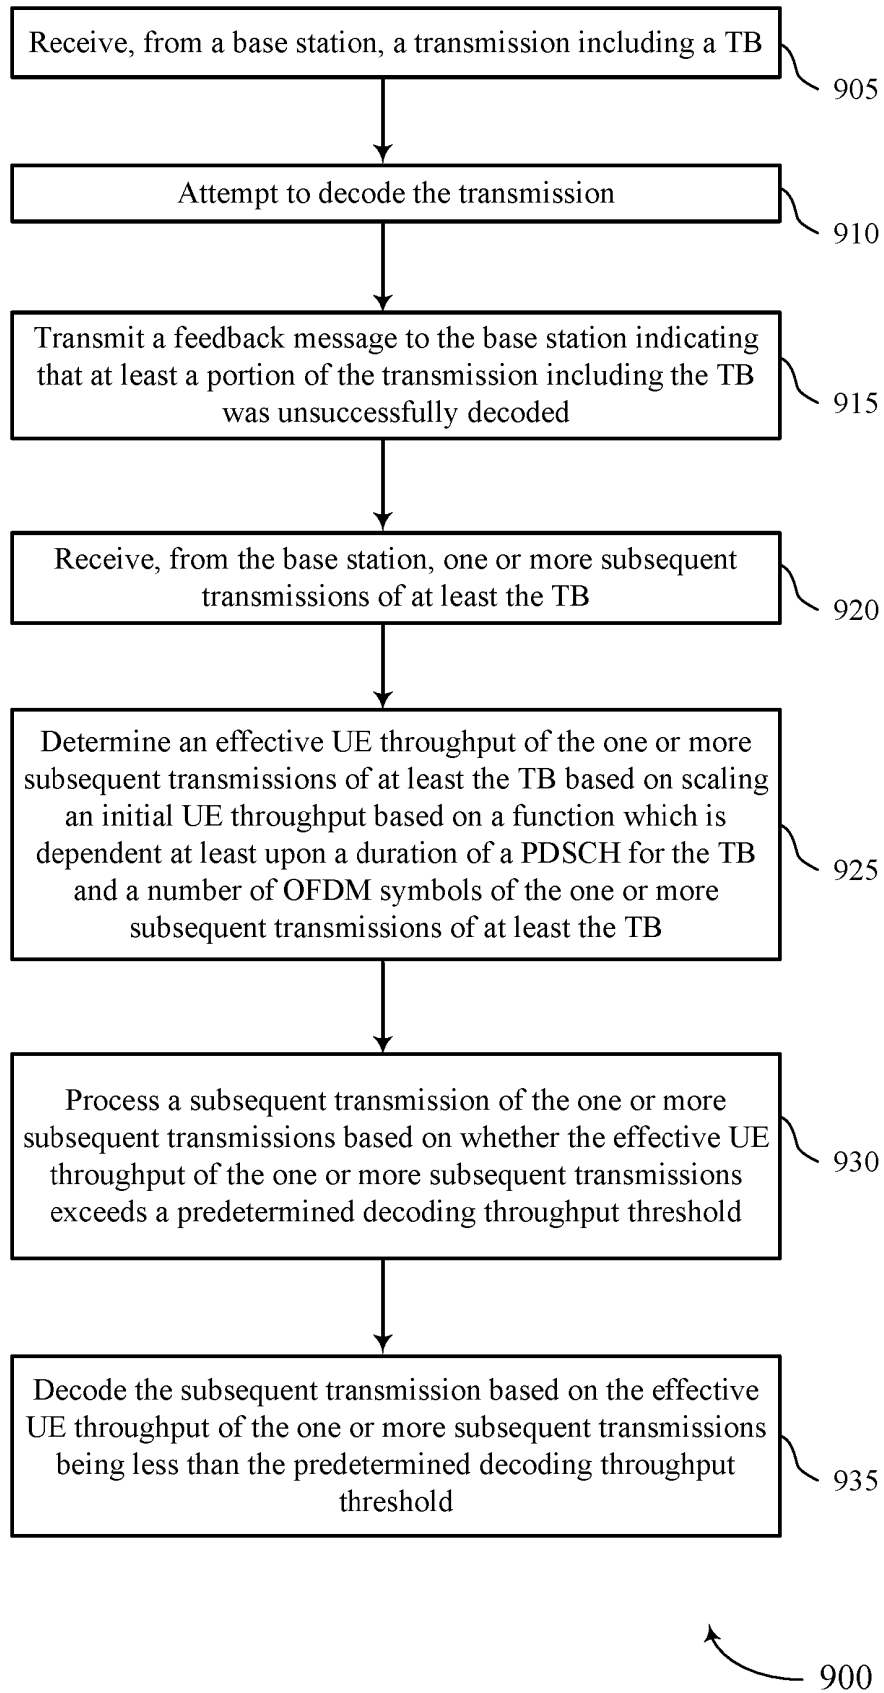 Receive, from a base station, a transmission including a TB
905
Attempt to decode the transmission
910
Transmit a feedback message to the base station indicating
that at least a portion of the transmission including the TB
was unsuccessfully decoded
915
Receive, from the base station, one or more subsequent
transmissions of at least the TB
920
Determine an effective UE throughput of the one or more
subsequent transmissions of at least the TB based on scaling
an initial UE throughput based on a function which is
dependent at least upon a duration of a PDSCH for the TB
and a number of OFDM symbols of the one or more
subsequent transmissions of at least the TB
925
Process a subsequent transmission of the one or more
subsequent transmissions based on whether the effective UE
throughput of the one or more subsequent transmissions
exceeds a predetermined decoding throughput threshold
930
Decode the subsequent transmission based on the effective
UE throughput of the one or more subsequent transmissions
being less than the predetermined decoding throughput
threshold
935
900